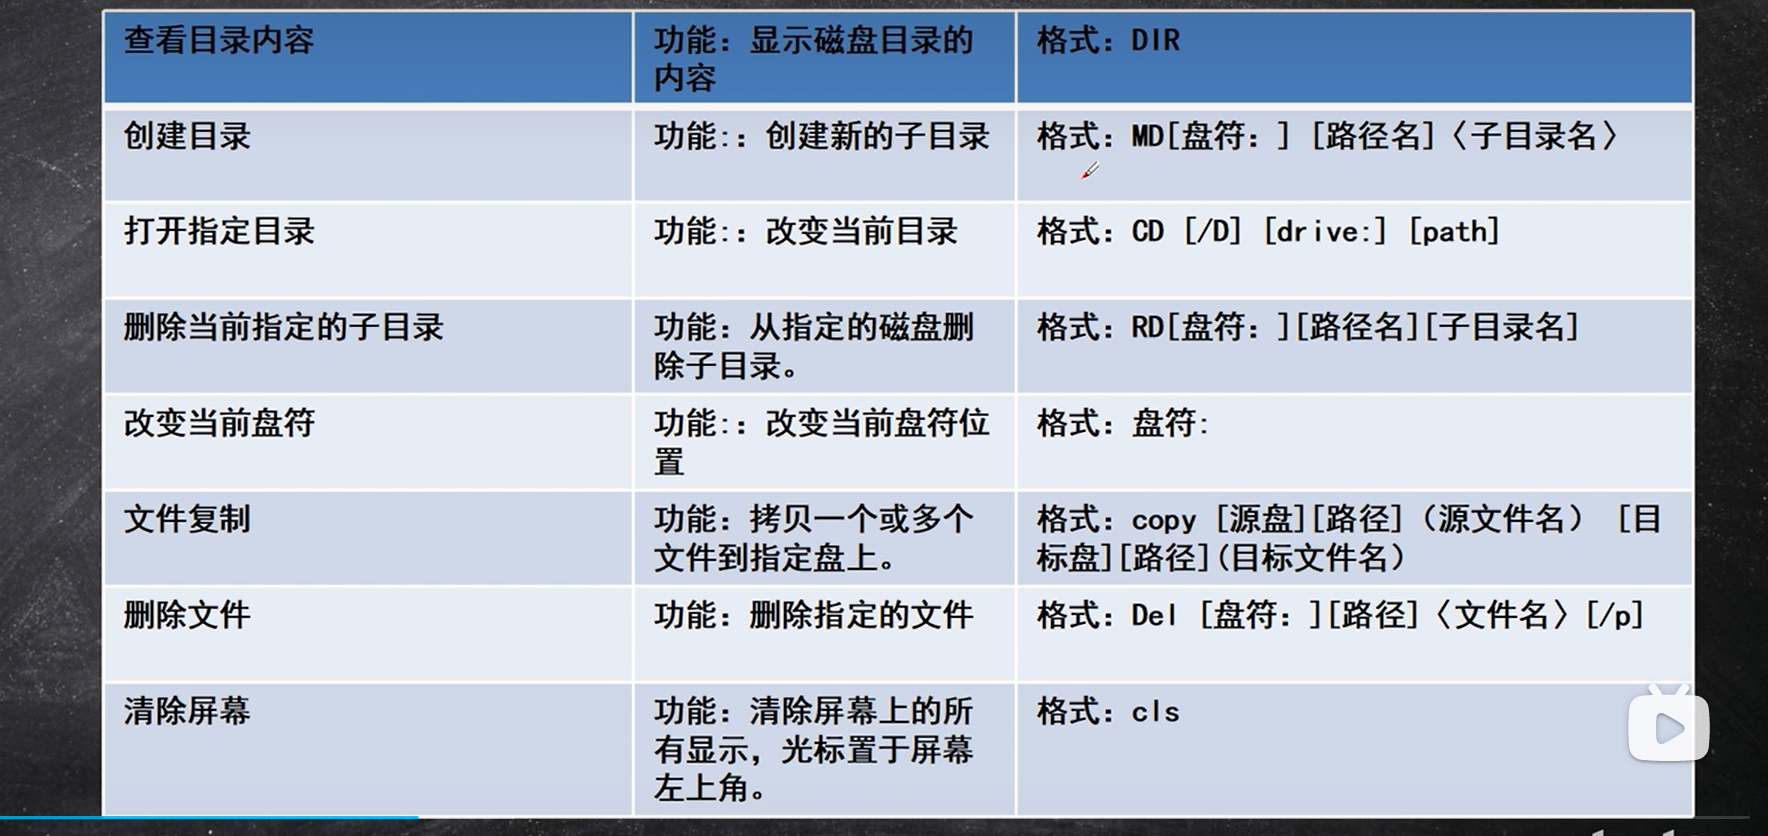 查看目录内容
功能：显示磁盘目录的
内容
格式：DIR
创建目录
功能:：创建新的子目录
格式：MD[盘符：] [路径名]〈子目录名〉
打开指定目录
功能:：改变当前目录
格式：CD [/D] [drive:] [path]
删除当前指定的子目录
功能：从指定的磁盘删
除子目录。
格式：RD[盘符：][路径名][子目录名]
改变当前盘符
功能:：改变当前盘符位
置
格式：盘符:
文件复制
功能：拷贝一个或多个
文件到指定盘上。
格式：copy [源盘][路径]（源文件名） [目
标盘][路径](目标文件名）
删除文件
功能：删除指定的文件
格式：Del [盘符：][路径]〈文件名〉[/p]
清除屏幕
功能：清除屏幕上的所
有显示，光标置于屏幕
左上角。
格式：cls